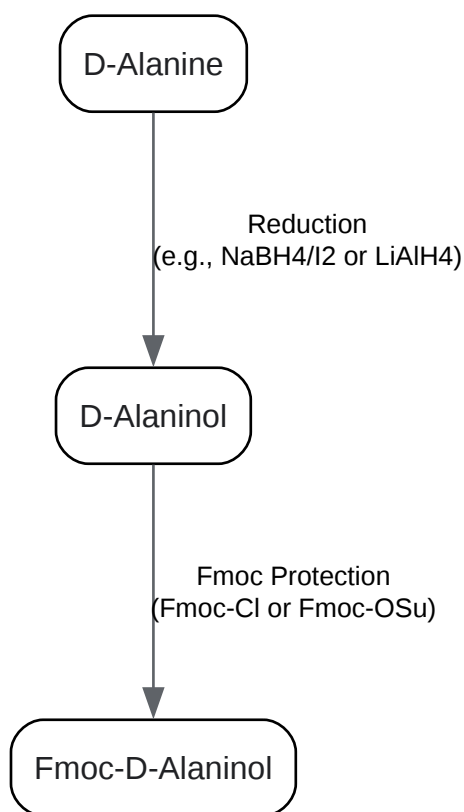 D-Alanine
Reduction
(e.g., NaBH4/I2 or LiAlH4)
D-Alaninol
Fmoc Protection
(Fmoc-Cl or Fmoc-OSu)
Fmoc-D-Alaninol